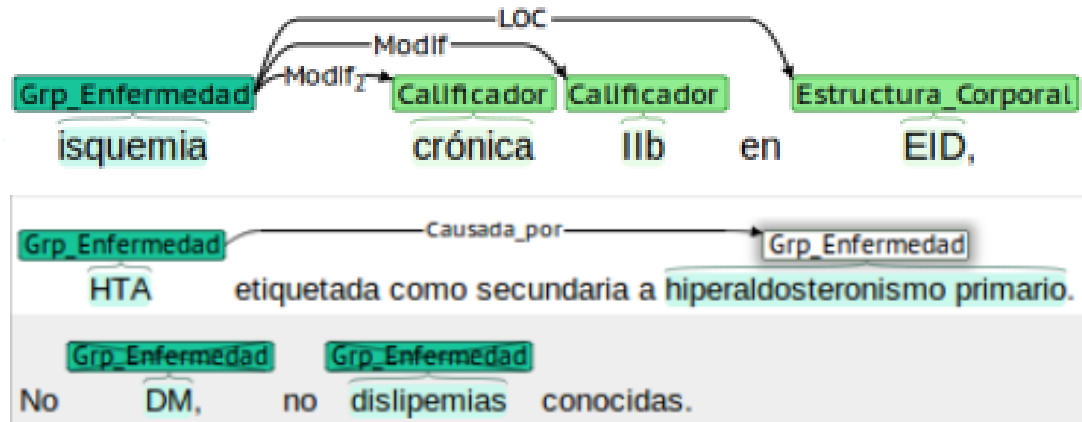 LOC
Modif
Modif2
Grp_Enfermedad Calificador Calificador Estructura_Corporal
isquemia crónica IIb en EID,
Causada_por
Grp_Enfermedad Grp_Enfermedad
HTA etiquetada como secundaria a hiperaldosteronismo primario.
Grp_Enfermedad Grp_Enfermedad
No DM, no dislipemias conocidas.